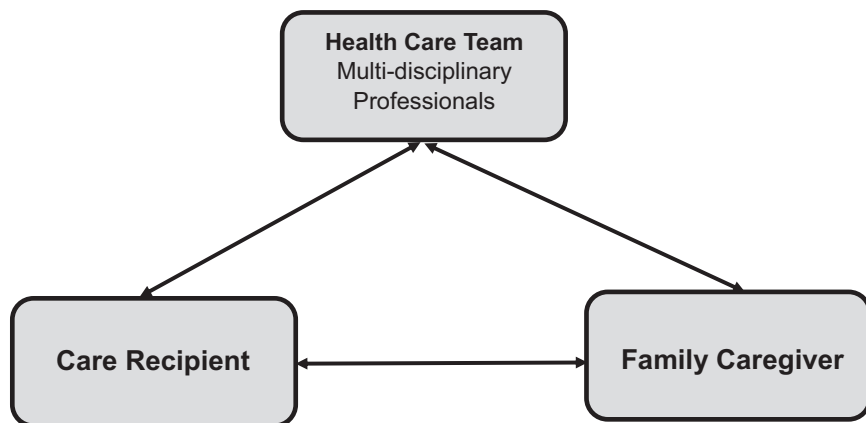 Health Care Team
Multi-disciplinary
Professionals
Care Recipient
Family Caregiver